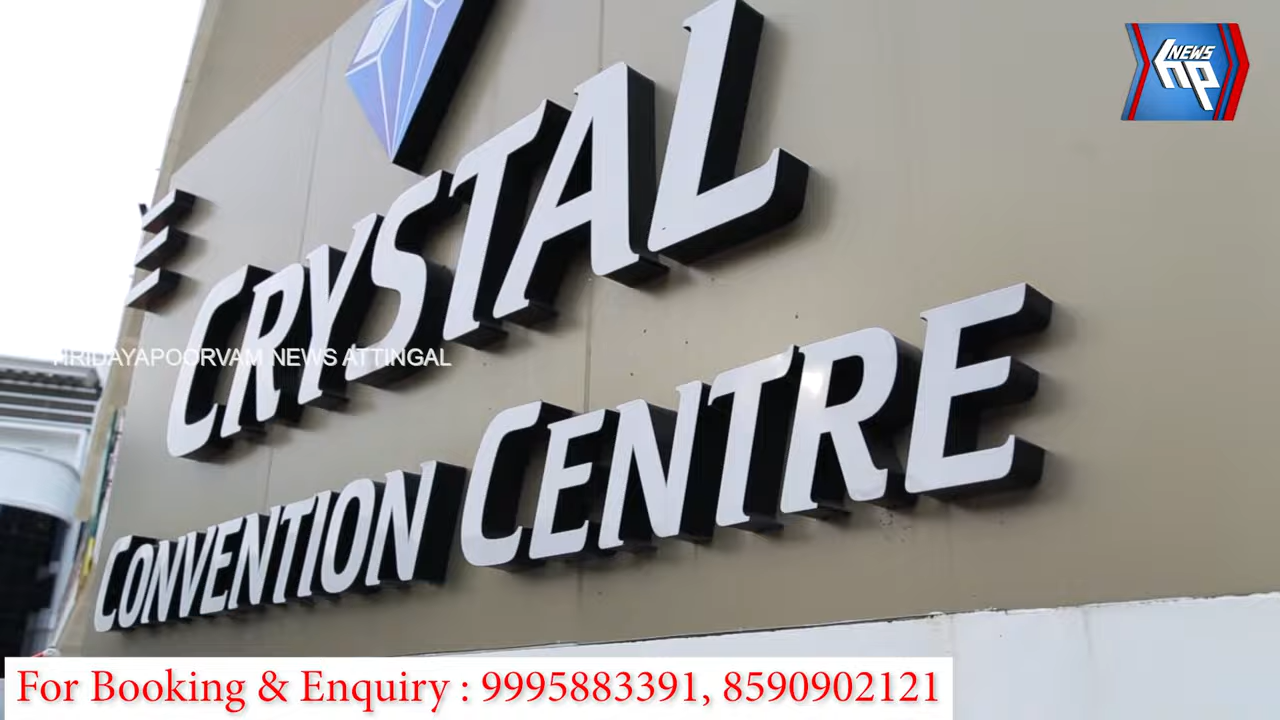 NEWS
hp
CRYSTAL
CONVENTION CENTRE
HRIDAYAPOORVAM NEWS ATTINGAL
For Booking & Enquiry : 9995883391, 8590902121